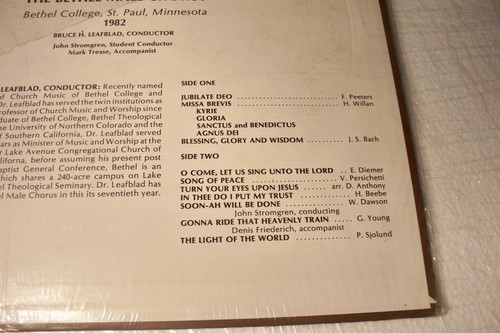 THE BETHEL MALE CHORUS
Bethel College, St. Paul, Minnesota
1982
BRUCE H. LEAFBLAD, CONDUCTOR
John Stromgren, Student Conductor
Mark Trease, Accompanist
LEAFBLAD, CONDUCTOR: Recently named
of Church Music of Bethel College and
Dr. Leafblad has served the twin institutions as
rofessor of Church Music and Worship since
aduate of Bethel College, Bethel Theological
he University of Northern Colorado and the
of Southern California, Dr. Leafblad served
ars as Minister of Music and Worship at the
Lake Avenue Congregational Church of
alifornia, before assuming his present post
aptist General Conference, Bethel is an
hich shares a 240-acre campus on Lake
el Theological Seminary. Dr. Leafblad has
l Male Chorus in this its seventieth year.
SIDE ONE
JUBILATE DEO F. Peeters
MISSA BREVIS H. Willan
KYRIE
GLORIA
SANCTUS and BENEDICTUS
AGNUS DEI
BLESSING, GLORY AND WISDOM J. S. Bach
SIDE TWO
O COME, LET US SING UNTO THE LORD .. E. Diemer
SONG OF PEACE V. Persichetti
TURN YOUR EYES UPON JESUS arr. D. Anthony
IN THEE DO I PUT MY TRUST H. Beebe
SOON-AH WILL BE DONE W. Dawson
John Stromgren, conducting
GONNA RIDE THAT HEAVENLY TRAIN G. Young
Denis Friederich, accompanist
THE LIGHT OF THE WORLD P. Sjolund